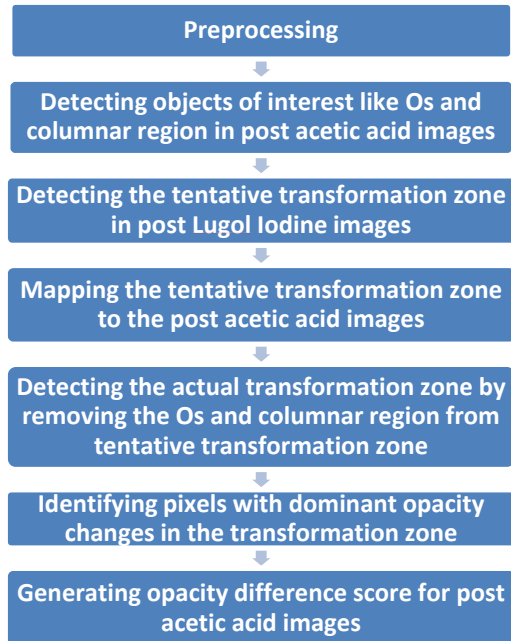 Preprocessing
Detecting objects of interest like Os and
columnar region in post acetic acid images
Detecting the tentative transformation zone
in post Lugol Iodine images
Mapping the tentative transformation zone
to the post acetic acid images
Detecting the actual transformation zone by
removing the Os and columnar region from
tentative transformation zone
Identifying pixels with dominant opacity
changes in the transformation zone
Generating opacity difference score for post
acetic acid images